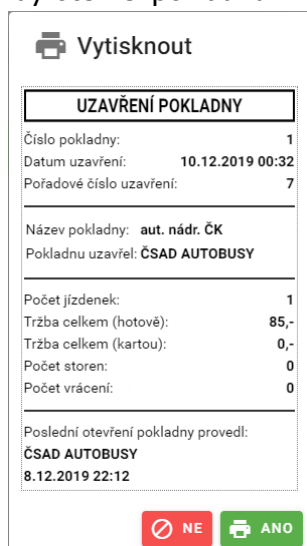 Vytisknout
UZAVŘENÍ POKLADNY
Číslo pokladny: 1
Datum uzavření: 10.12.2019 00:32
Pořadové číslo uzavření: 7
Název pokladny: aut. nádr. ČK
Pokladnu uzavřel: ČSAD AUTOBUSY
Počet jízdenek: 1
Tržba celkem (hotově): 85,-
Tržba celkem (kartou): 0,-
Počet storen: 0
Počet vrácení: 0
Poslední otevření pokladny provedl:
ČSAD AUTOBUSY
8.12.2019 22:12
NE ANO